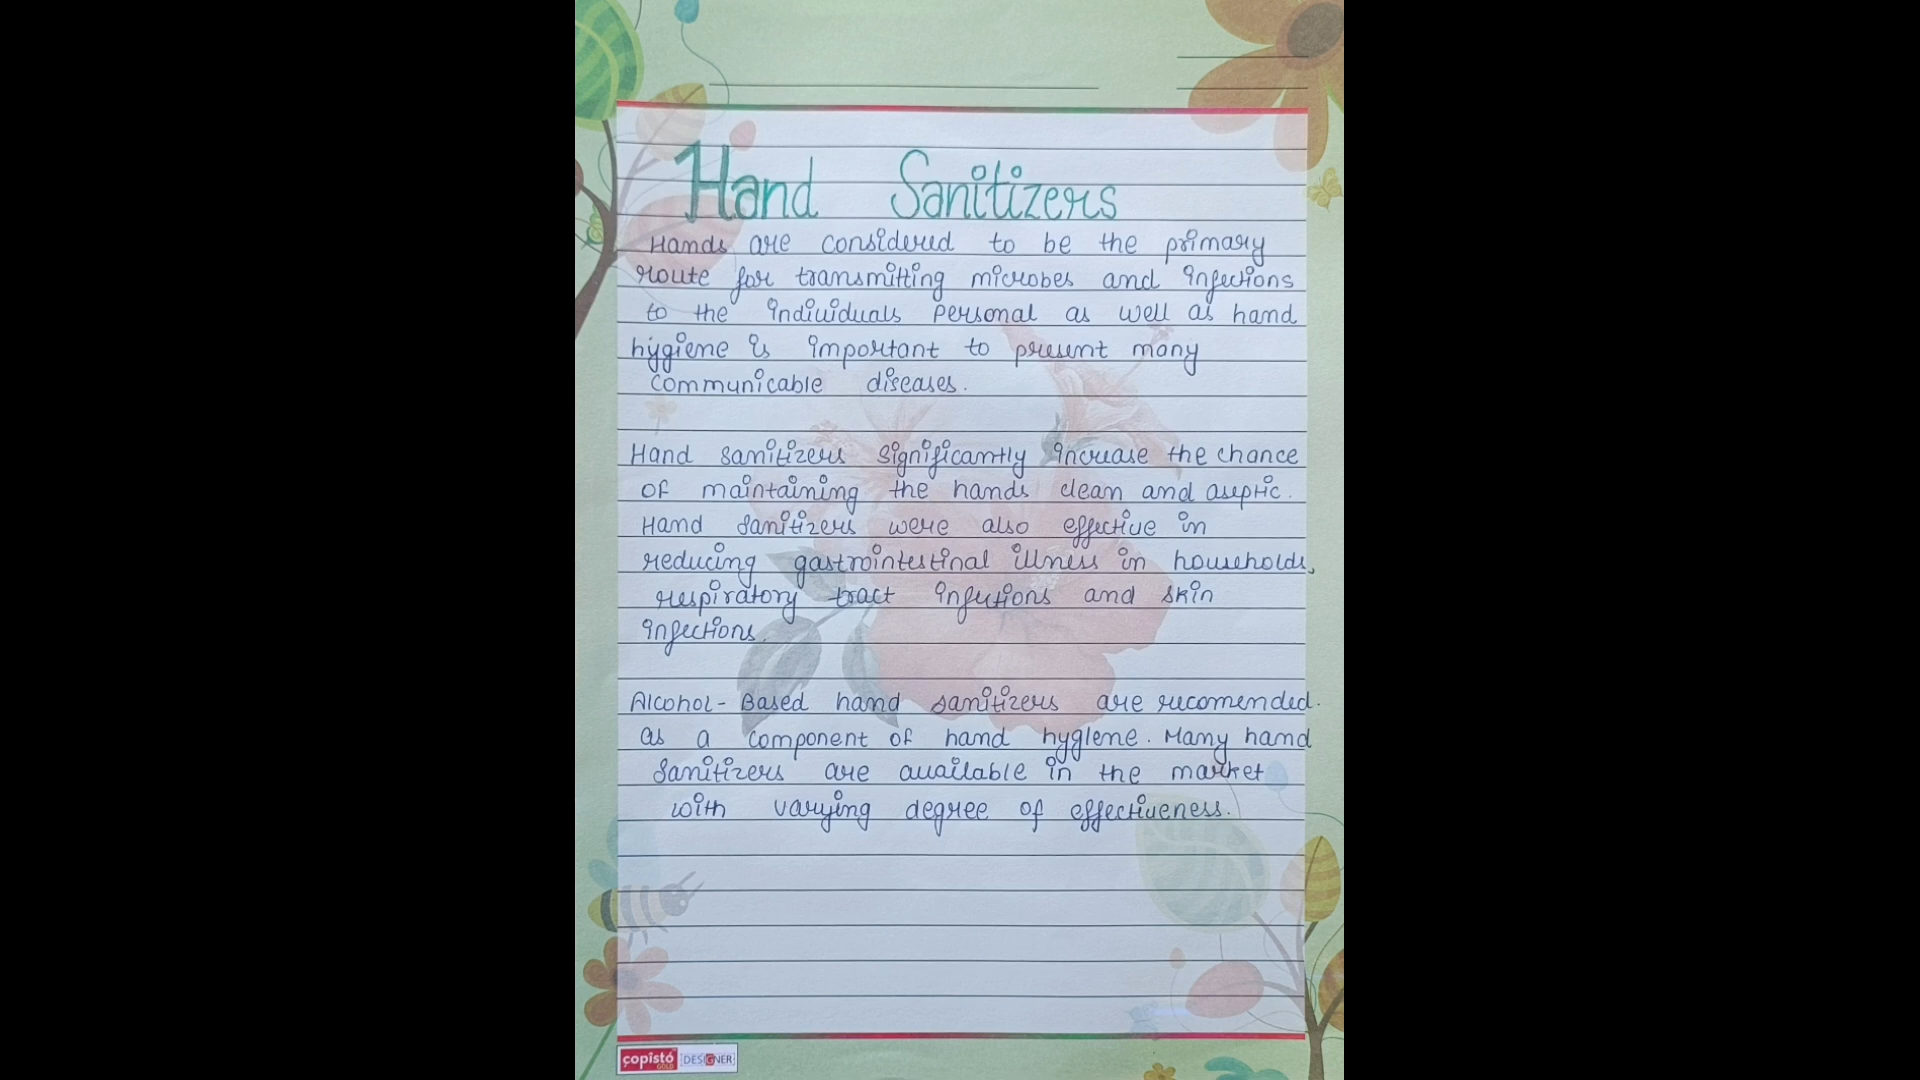 Hand Sanitizers
Hands are considered to be the primary
route for transmitting microbes and infections
to the individuals personal as well as hand
hygiene is important to present many
communicable diseases.
Hand sanitizers significantly increase the chance
of maintaining the hands clean and aseptic.
Hand sanitizers were also effective in
reducing gastrointestinal illness in households,
respiratory tract infutions and skin
infections.
Alcohol-Based hand sanitizers are recomended.
as a component of hand hygiene. Many hand
sanitizers are available in the market
with varying degree of effectiveness.
copisto GOLD DESIGNER